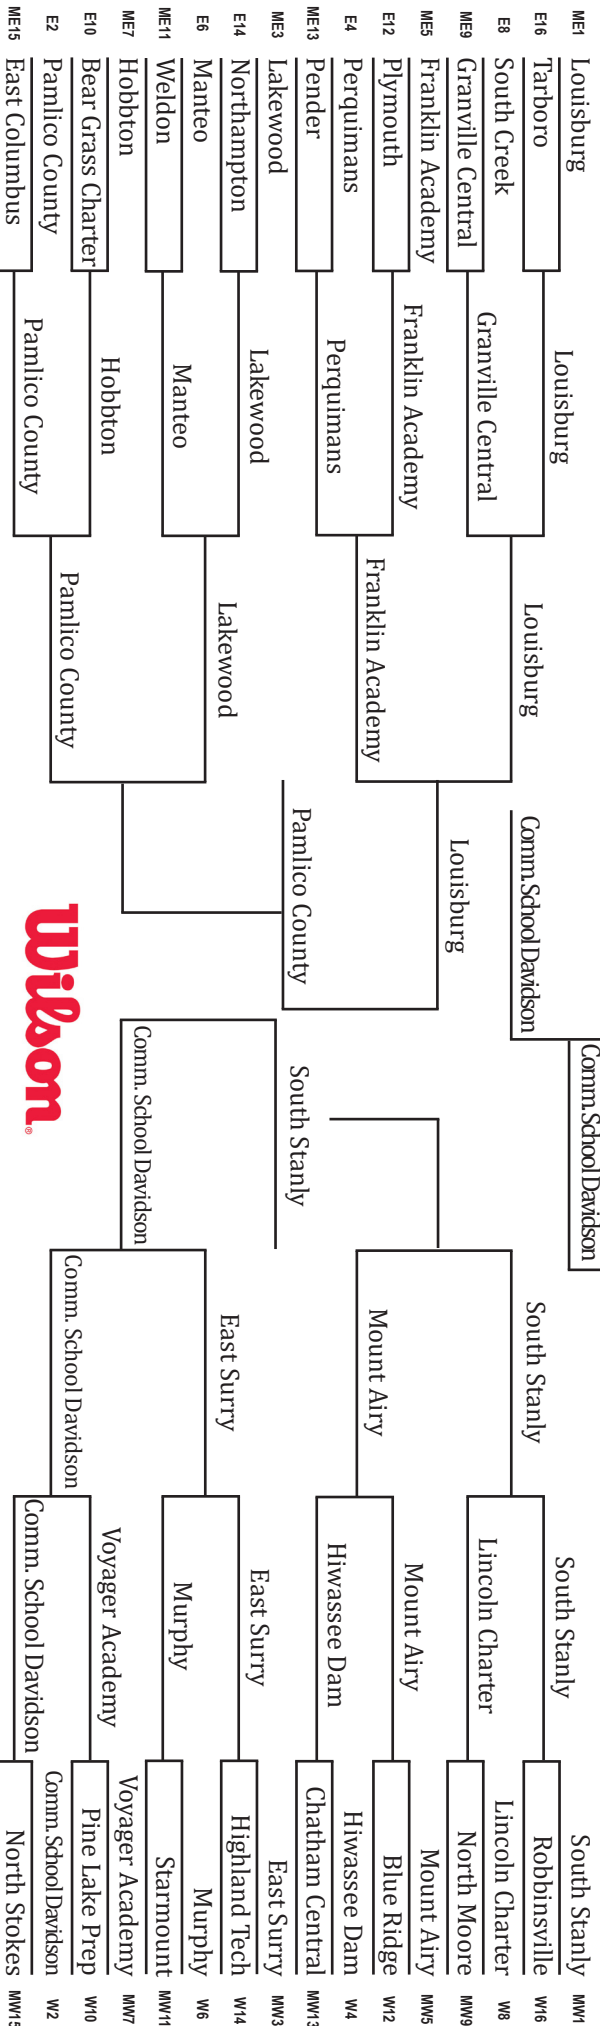 ME1 Louisburg
E16 Tarboro
E8 South Creek
ME9 Granville Central
ME5 Franklin Academy
E12 Plymouth
E4 Perquimans
ME13 Pender
ME3 Lakewood
E14 Northampton
E6 Manteo
ME11 Weldon
ME7 Hobbton
E10 Bear Grass Charter
E2 Pamlico County
ME15 East Columbus
Louisburg
Granville Central
Franklin Academy
Perquimans
Lakewood
Manteo
Hobbton
Pamlico County
Louisburg
Franklin Academy
Lakewood
Pamlico County
Louisburg
Pamlico County
Comm. School Davidson
Comm. School Davidson
Wilson®
South Stanly
Comm. School Davidson
South Stanly
Mount Airy
East Surry
Comm. School Davidson
South Stanly
Lincoln Charter
Mount Airy
Hiwassee Dam
East Surry
Murphy
Voyager Academy
Comm. School Davidson
South Stanly MW1
Robbinsville W16
Lincoln Charter W8
North Moore MW9
Mount Airy MW5
Blue Ridge W12
Hiwassee Dam W4
Chatham Central MW13
East Surry MW3
Highland Tech W14
Murphy W6
Starmount MW11
Voyager Academy MW7
Pine Lake Prep W10
Comm. School Davidson W2
North Stokes MW15